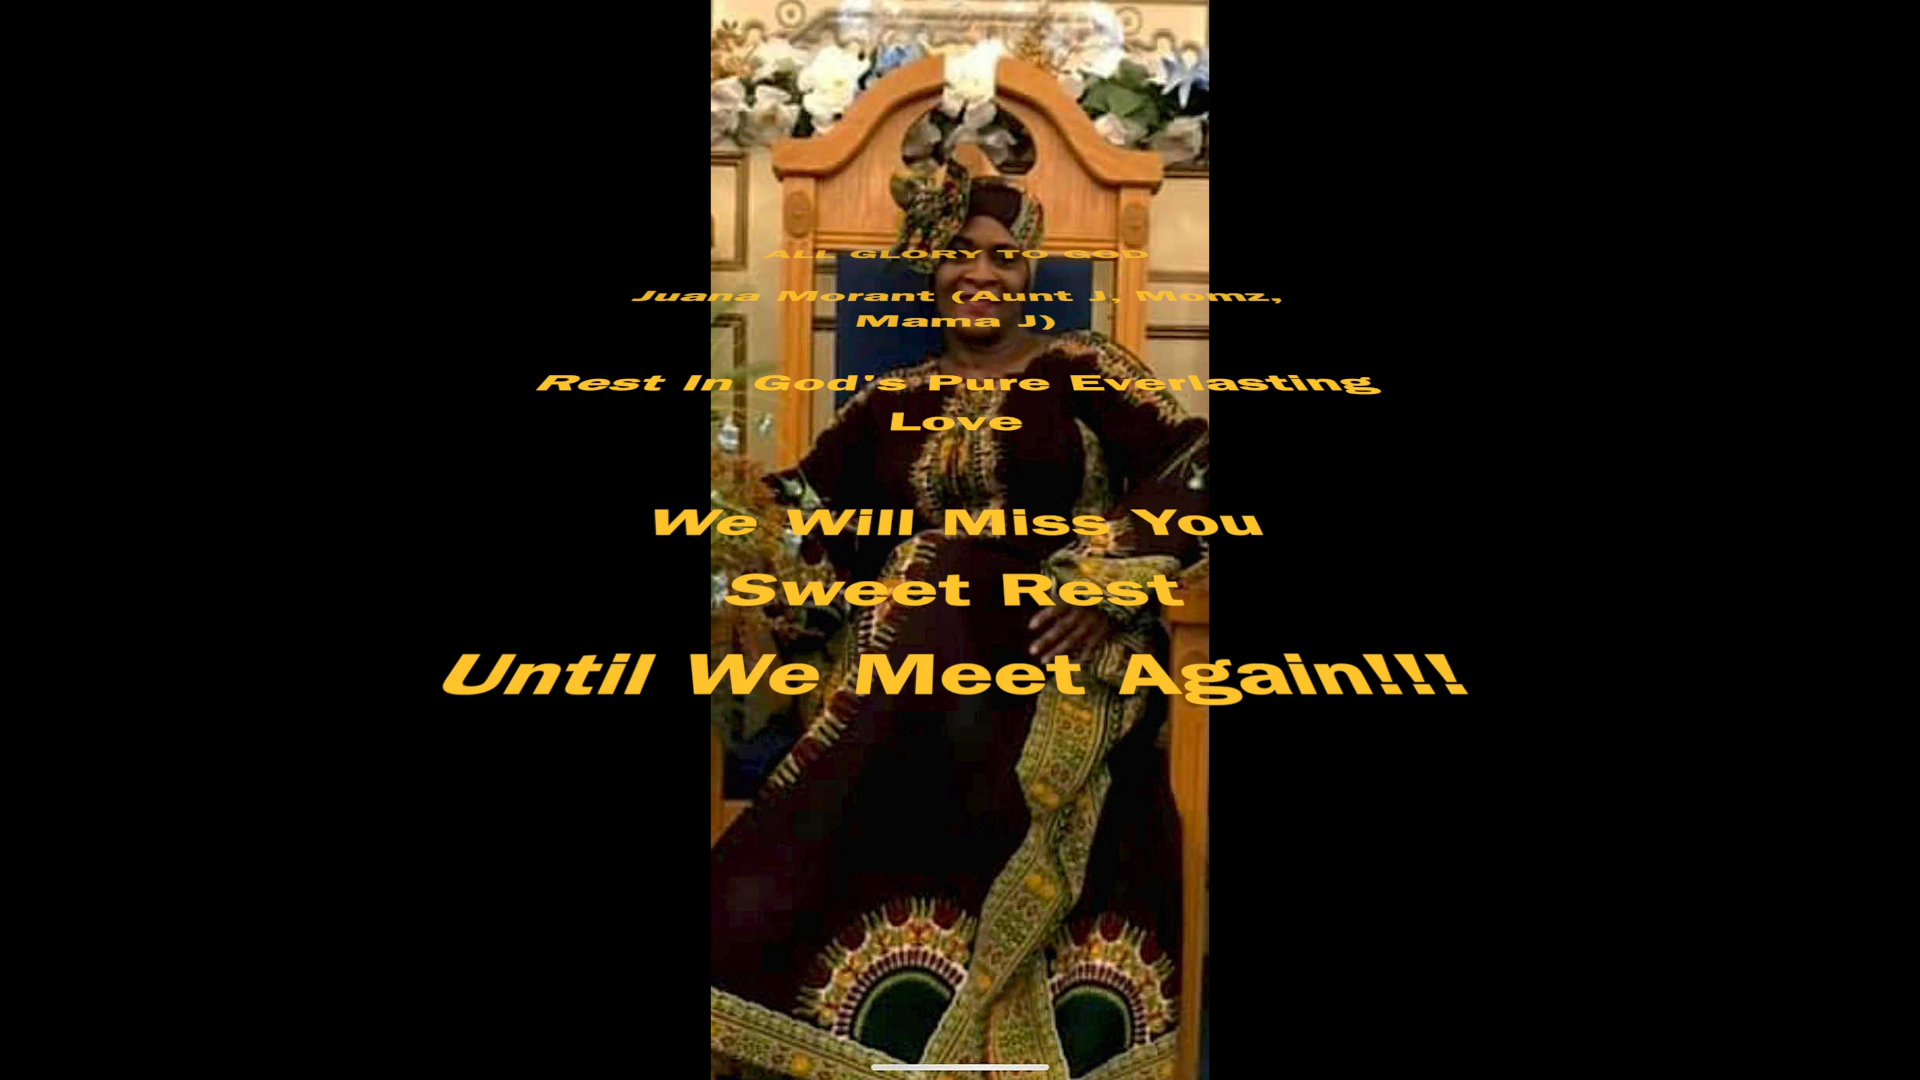 ALL GLORY TO GOD
Juana Morant (Aunt J, Momz,
Mama J)
Rest In God's Pure Everlasting
Love
We Will Miss You
Sweet Rest
Until We Meet Again!!!